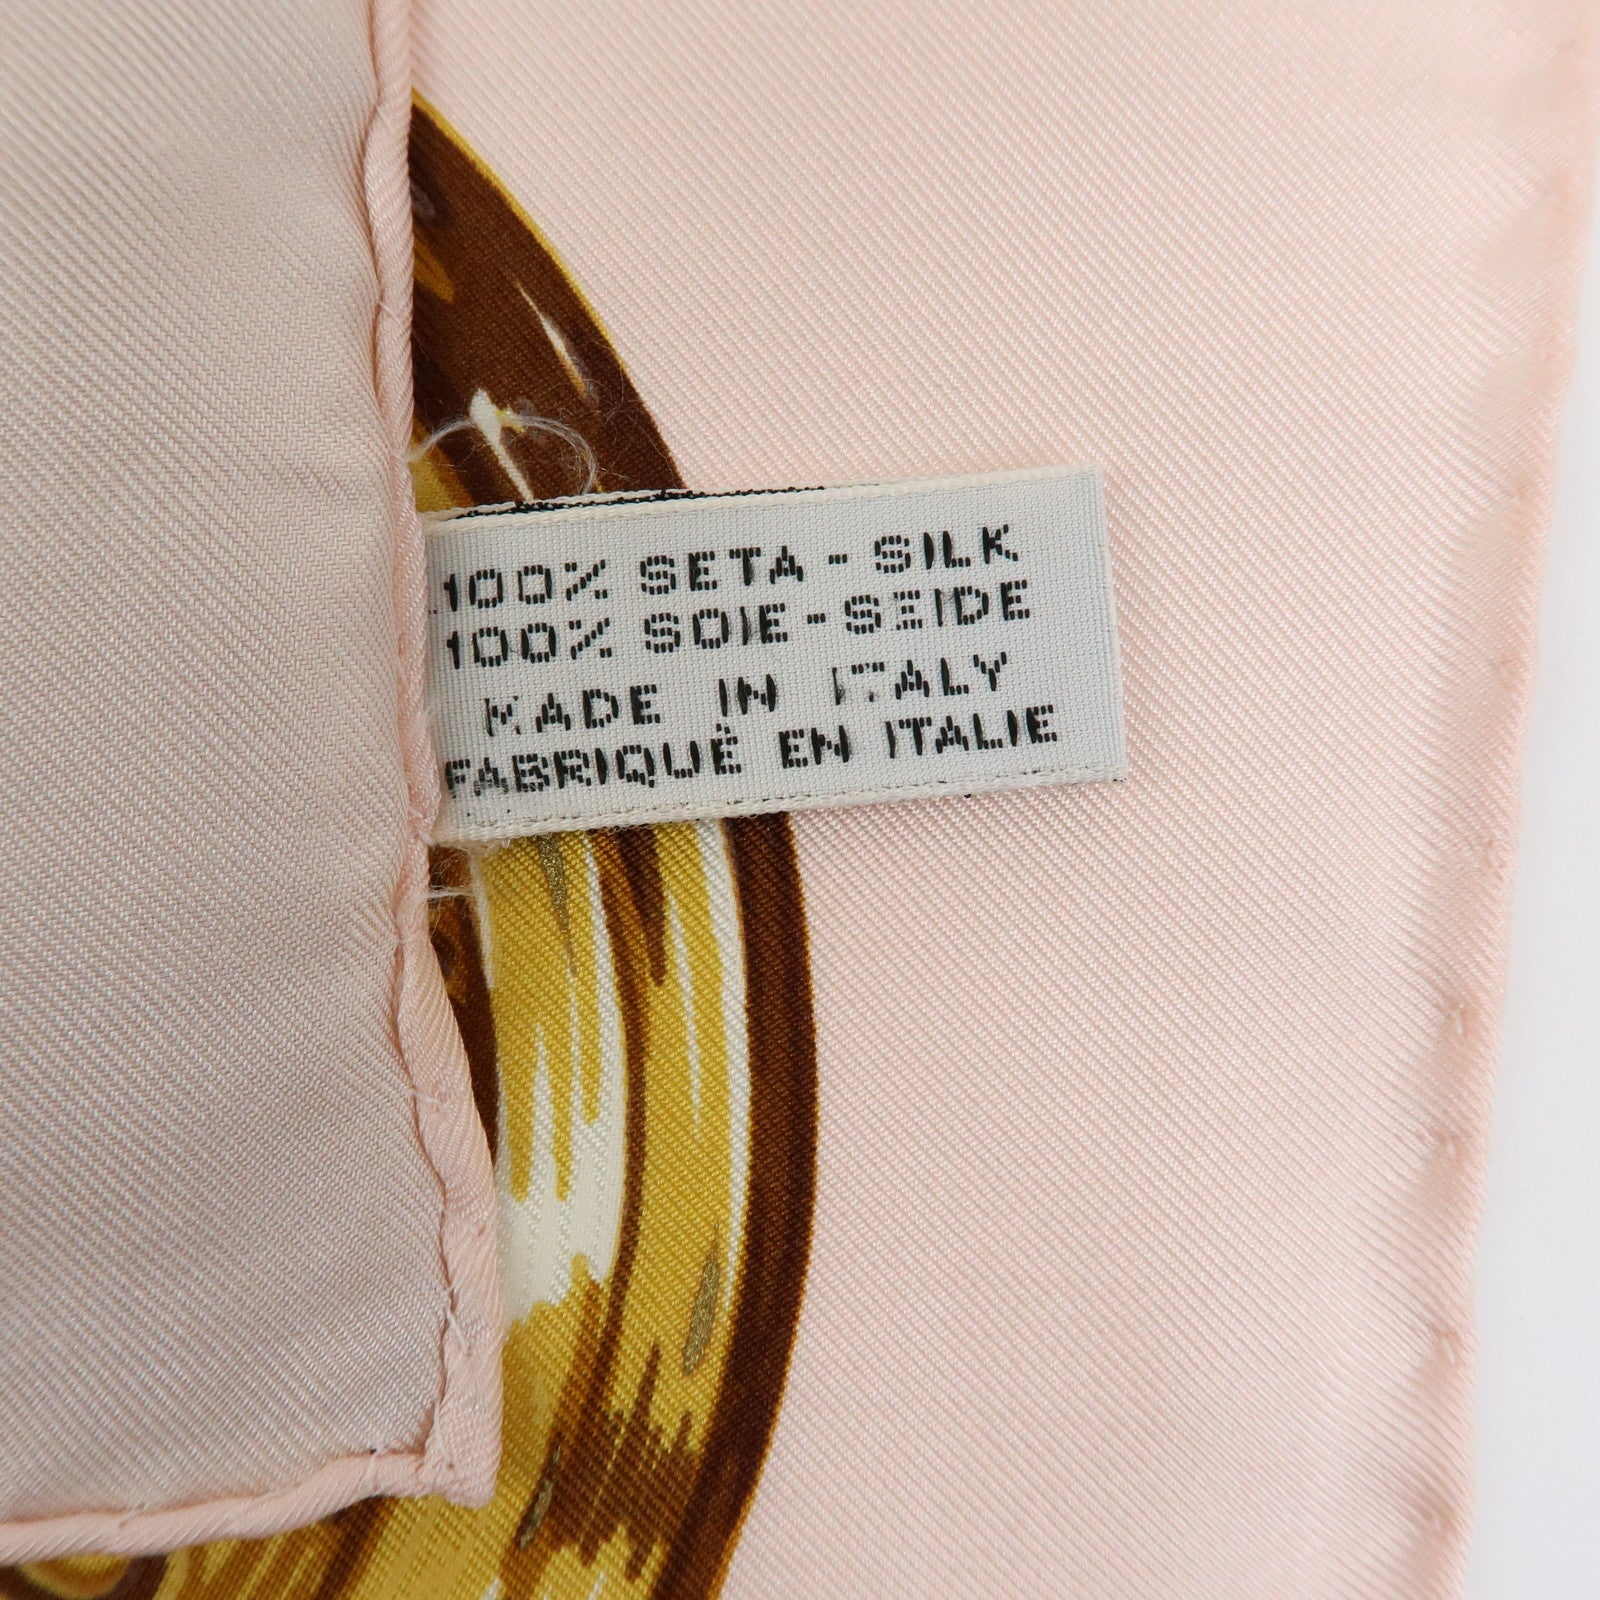 100% SETA - SILK
100% SOIE - SEIDE
MADE IN ITALY
FABRIQUÉ EN ITALIE